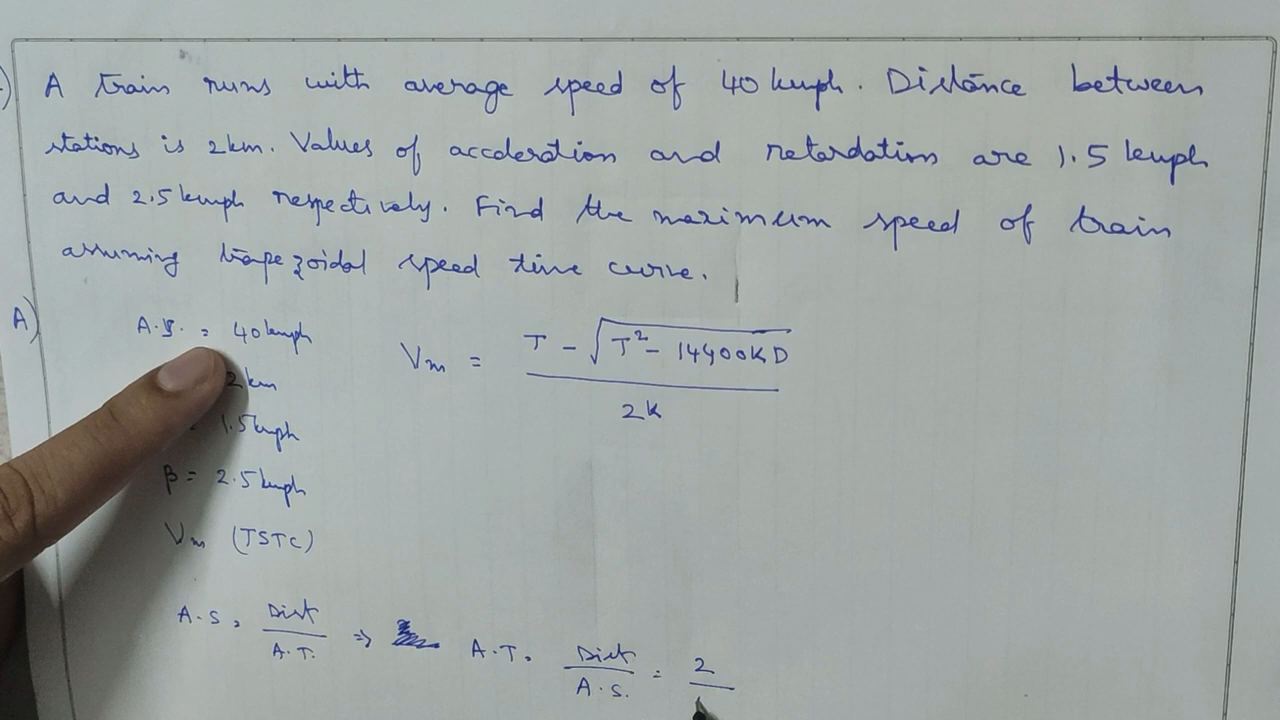 A train runs with average speed of 40 kmph. Distance between
stations is 2km. Values of acceleration and retardation are 1.5 kmph
and 2.5 kmph respectively. Find the maximum speed of train
assuming trapezoidal speed time curve.
A)
A.S. = 40 kmph
2km
= 1.5 kmph
β = 2.5 kmph
Vm (TSTC)
Vm = T - √T² - 14400KD / 2K
A.S. = Dist / A.T. ⇒ A.T. = Dist / A.S. = 2